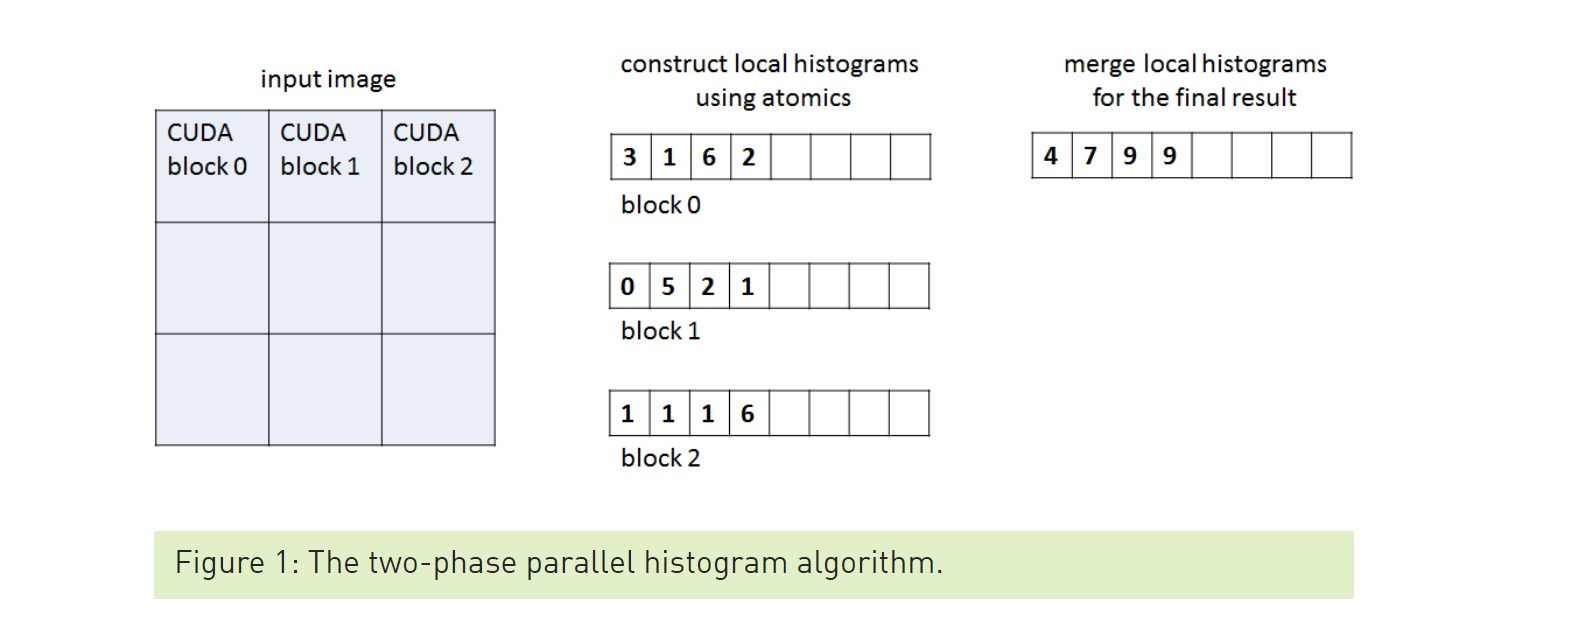 input image
CUDA
block 0
CUDA
block 1
CUDA
block 2
construct local histograms
using atomics
3 1 6 2
block 0
0 5 2 1
block 1
1 1 1 6
block 2
merge local histograms
for the final result
4 7 9 9
Figure 1: The two-phase parallel histogram algorithm.